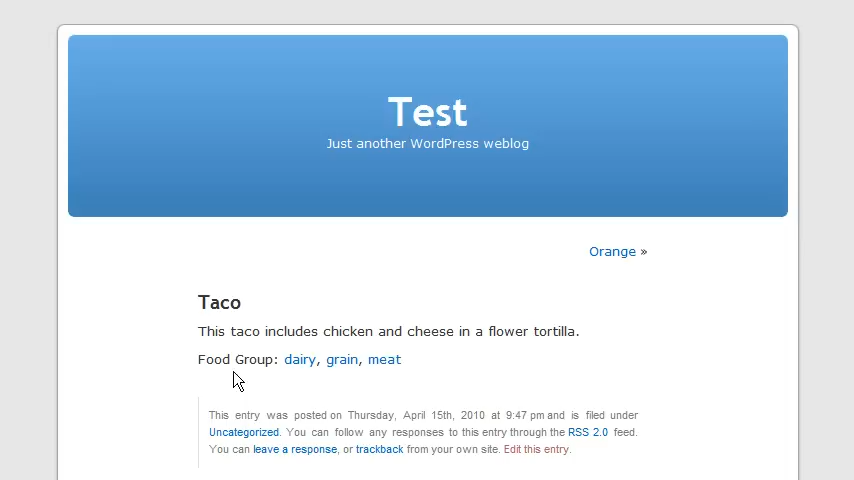 Test
Just another WordPress weblog
Orange »
Taco
This taco includes chicken and cheese in a flower tortilla.
Food Group: dairy, grain, meat
This entry was posted on Thursday, April 15th, 2010 at 9:47 pm and is filed under
Uncategorized. You can follow any responses to this entry through the RSS 2.0 feed.
You can leave a response, or trackback from your own site. Edit this entry.